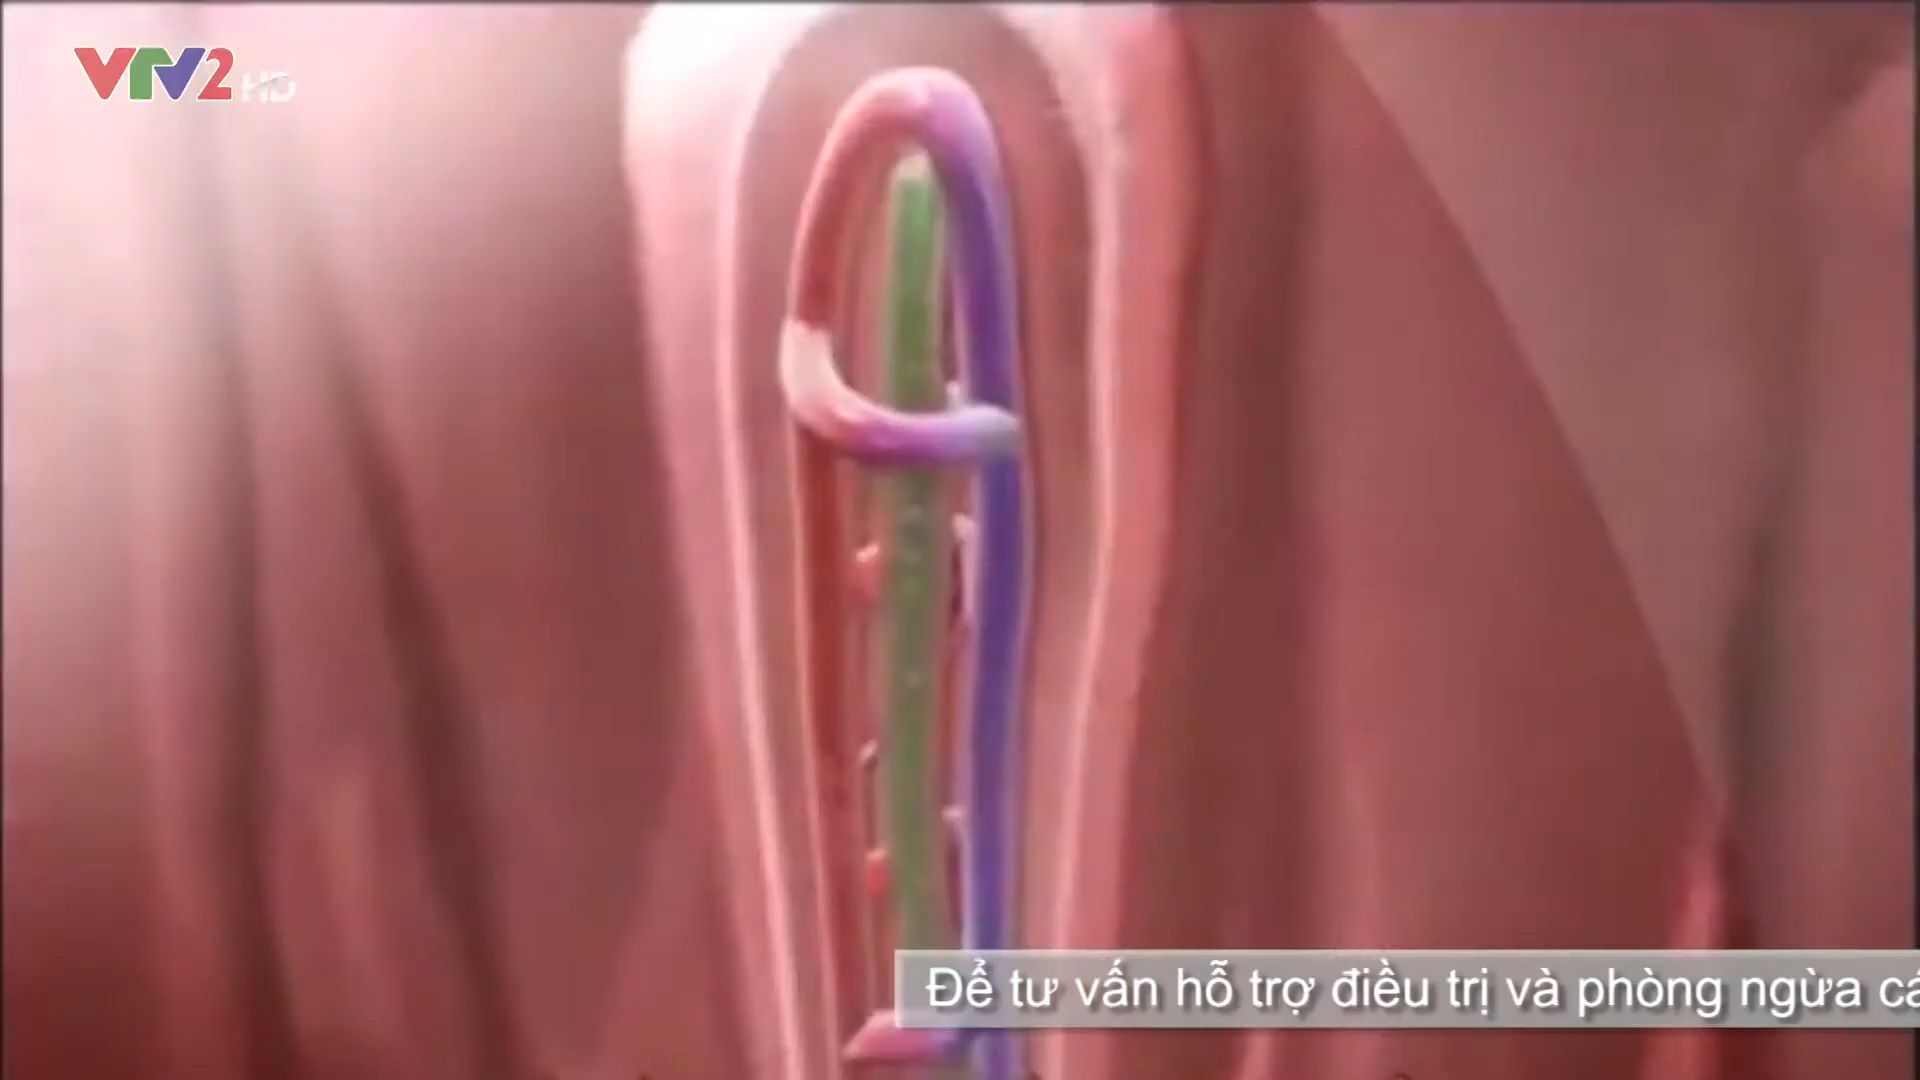 VTV2 HD
Để tư vấn hỗ trợ điều trị và phòng ngừa